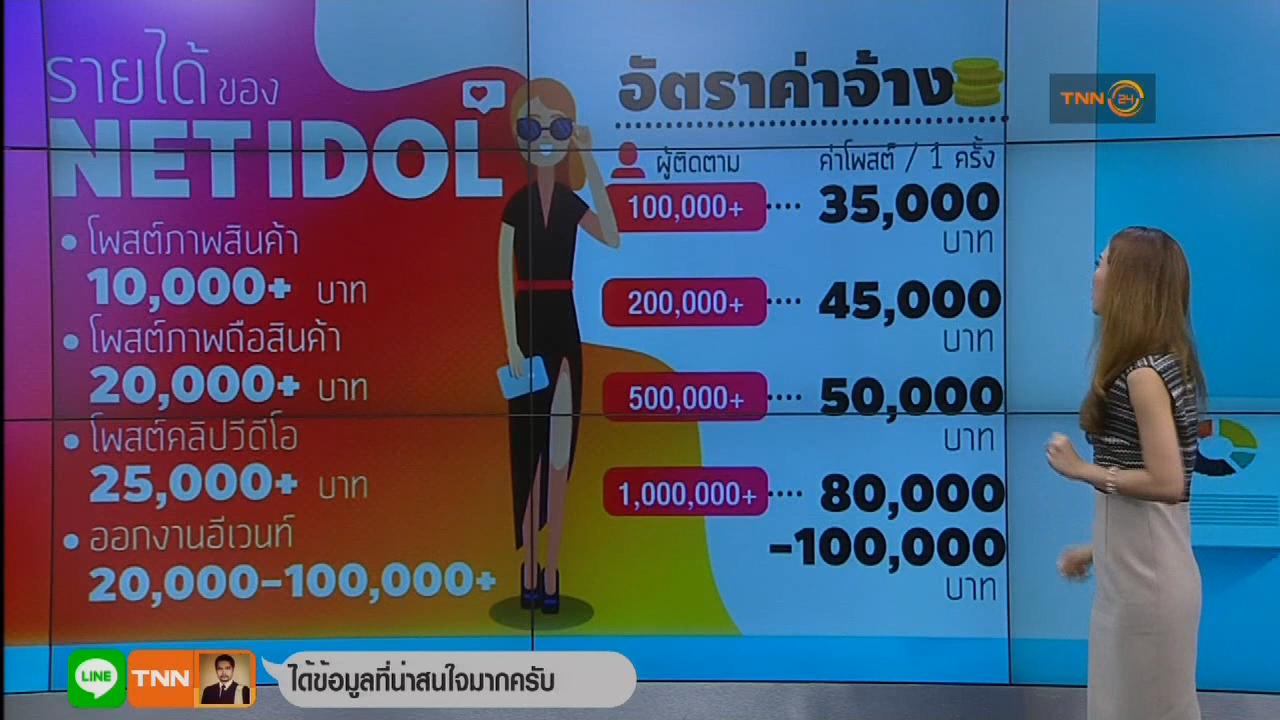 รายได้ ของ
NET IDOL
• โพสต์ภาพสินค้า
10,000+ บาท
• โพสต์ภาพถือสินค้า
20,000+ บาท
• โพสต์คลิปวีดีโอ
25,000+ บาท
• ออกงานอีเวนท์
20,000-100,000+
อัตราค่าจ้าง
ผู้ติดตาม ค่าโพสต์ / 1 ครั้ง
100,000+ .... 35,000
บาท
200,000+ .... 45,000
บาท
500,000+ .... 50,000
บาท
1,000,000+ .... 80,000
-100,000
บาท
TNN 24
LINE TNN ได้ข้อมูลที่น่าสนใจมากครับ